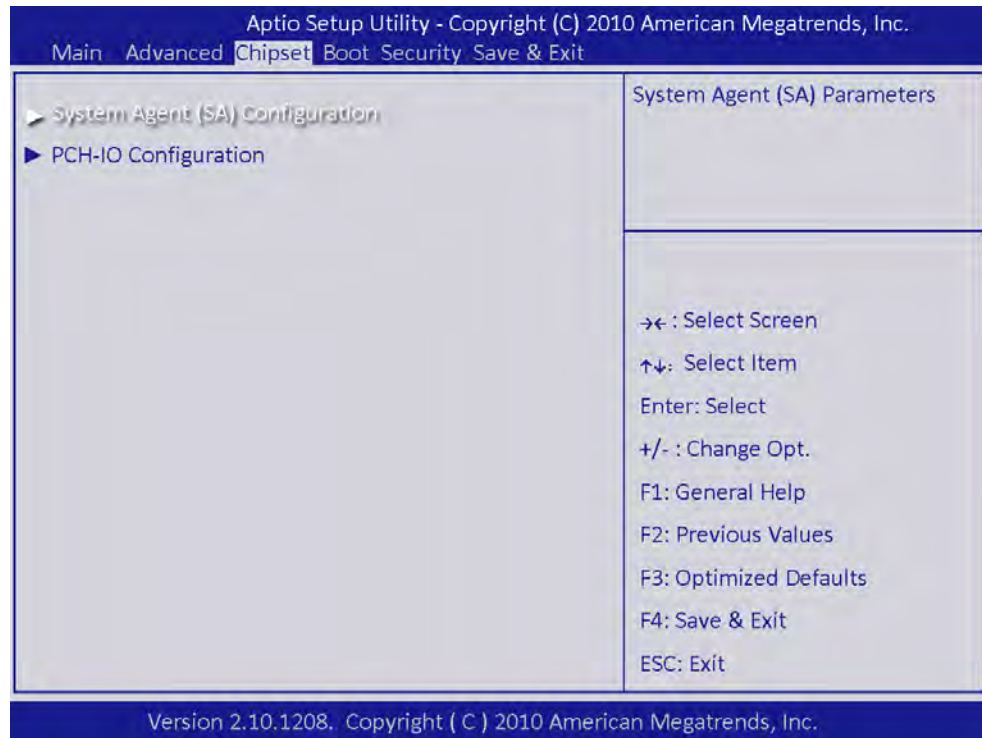 Aptio Setup Utility - Copyright (C) 2010 American Megatrends, Inc.
Main Advanced Chipset Boot Security Save & Exit
► System Agent (SA) Configuration
► PCH-IO Configuration
System Agent (SA) Parameters
→← : Select Screen
↑↓: Select Item
Enter: Select
+/- : Change Opt.
F1: General Help
F2: Previous Values
F3: Optimized Defaults
F4: Save & Exit
ESC: Exit
Version 2.10.1208. Copyright ( C ) 2010 American Megatrends, Inc.